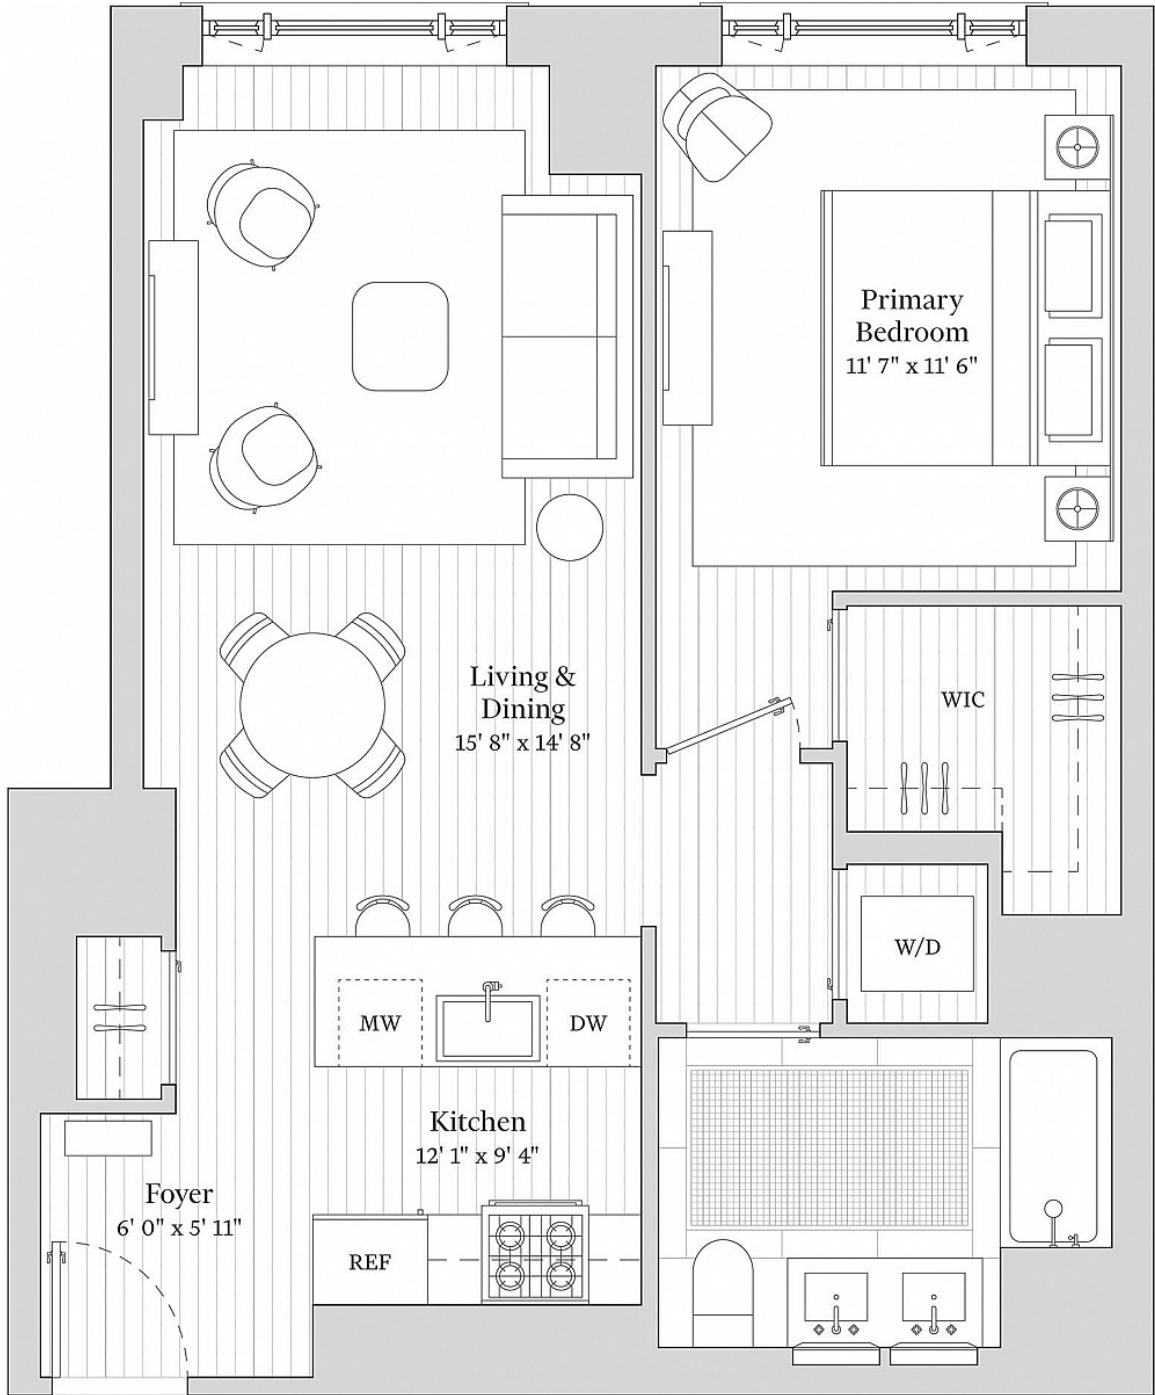 Primary
Bedroom
11' 7" x 11' 6"
Living &
Dining
15' 8" x 14' 8"
WIC
W/D
MW
DW
Kitchen
12' 1" x 9' 4"
Foyer
6' 0" x 5' 11"
REF